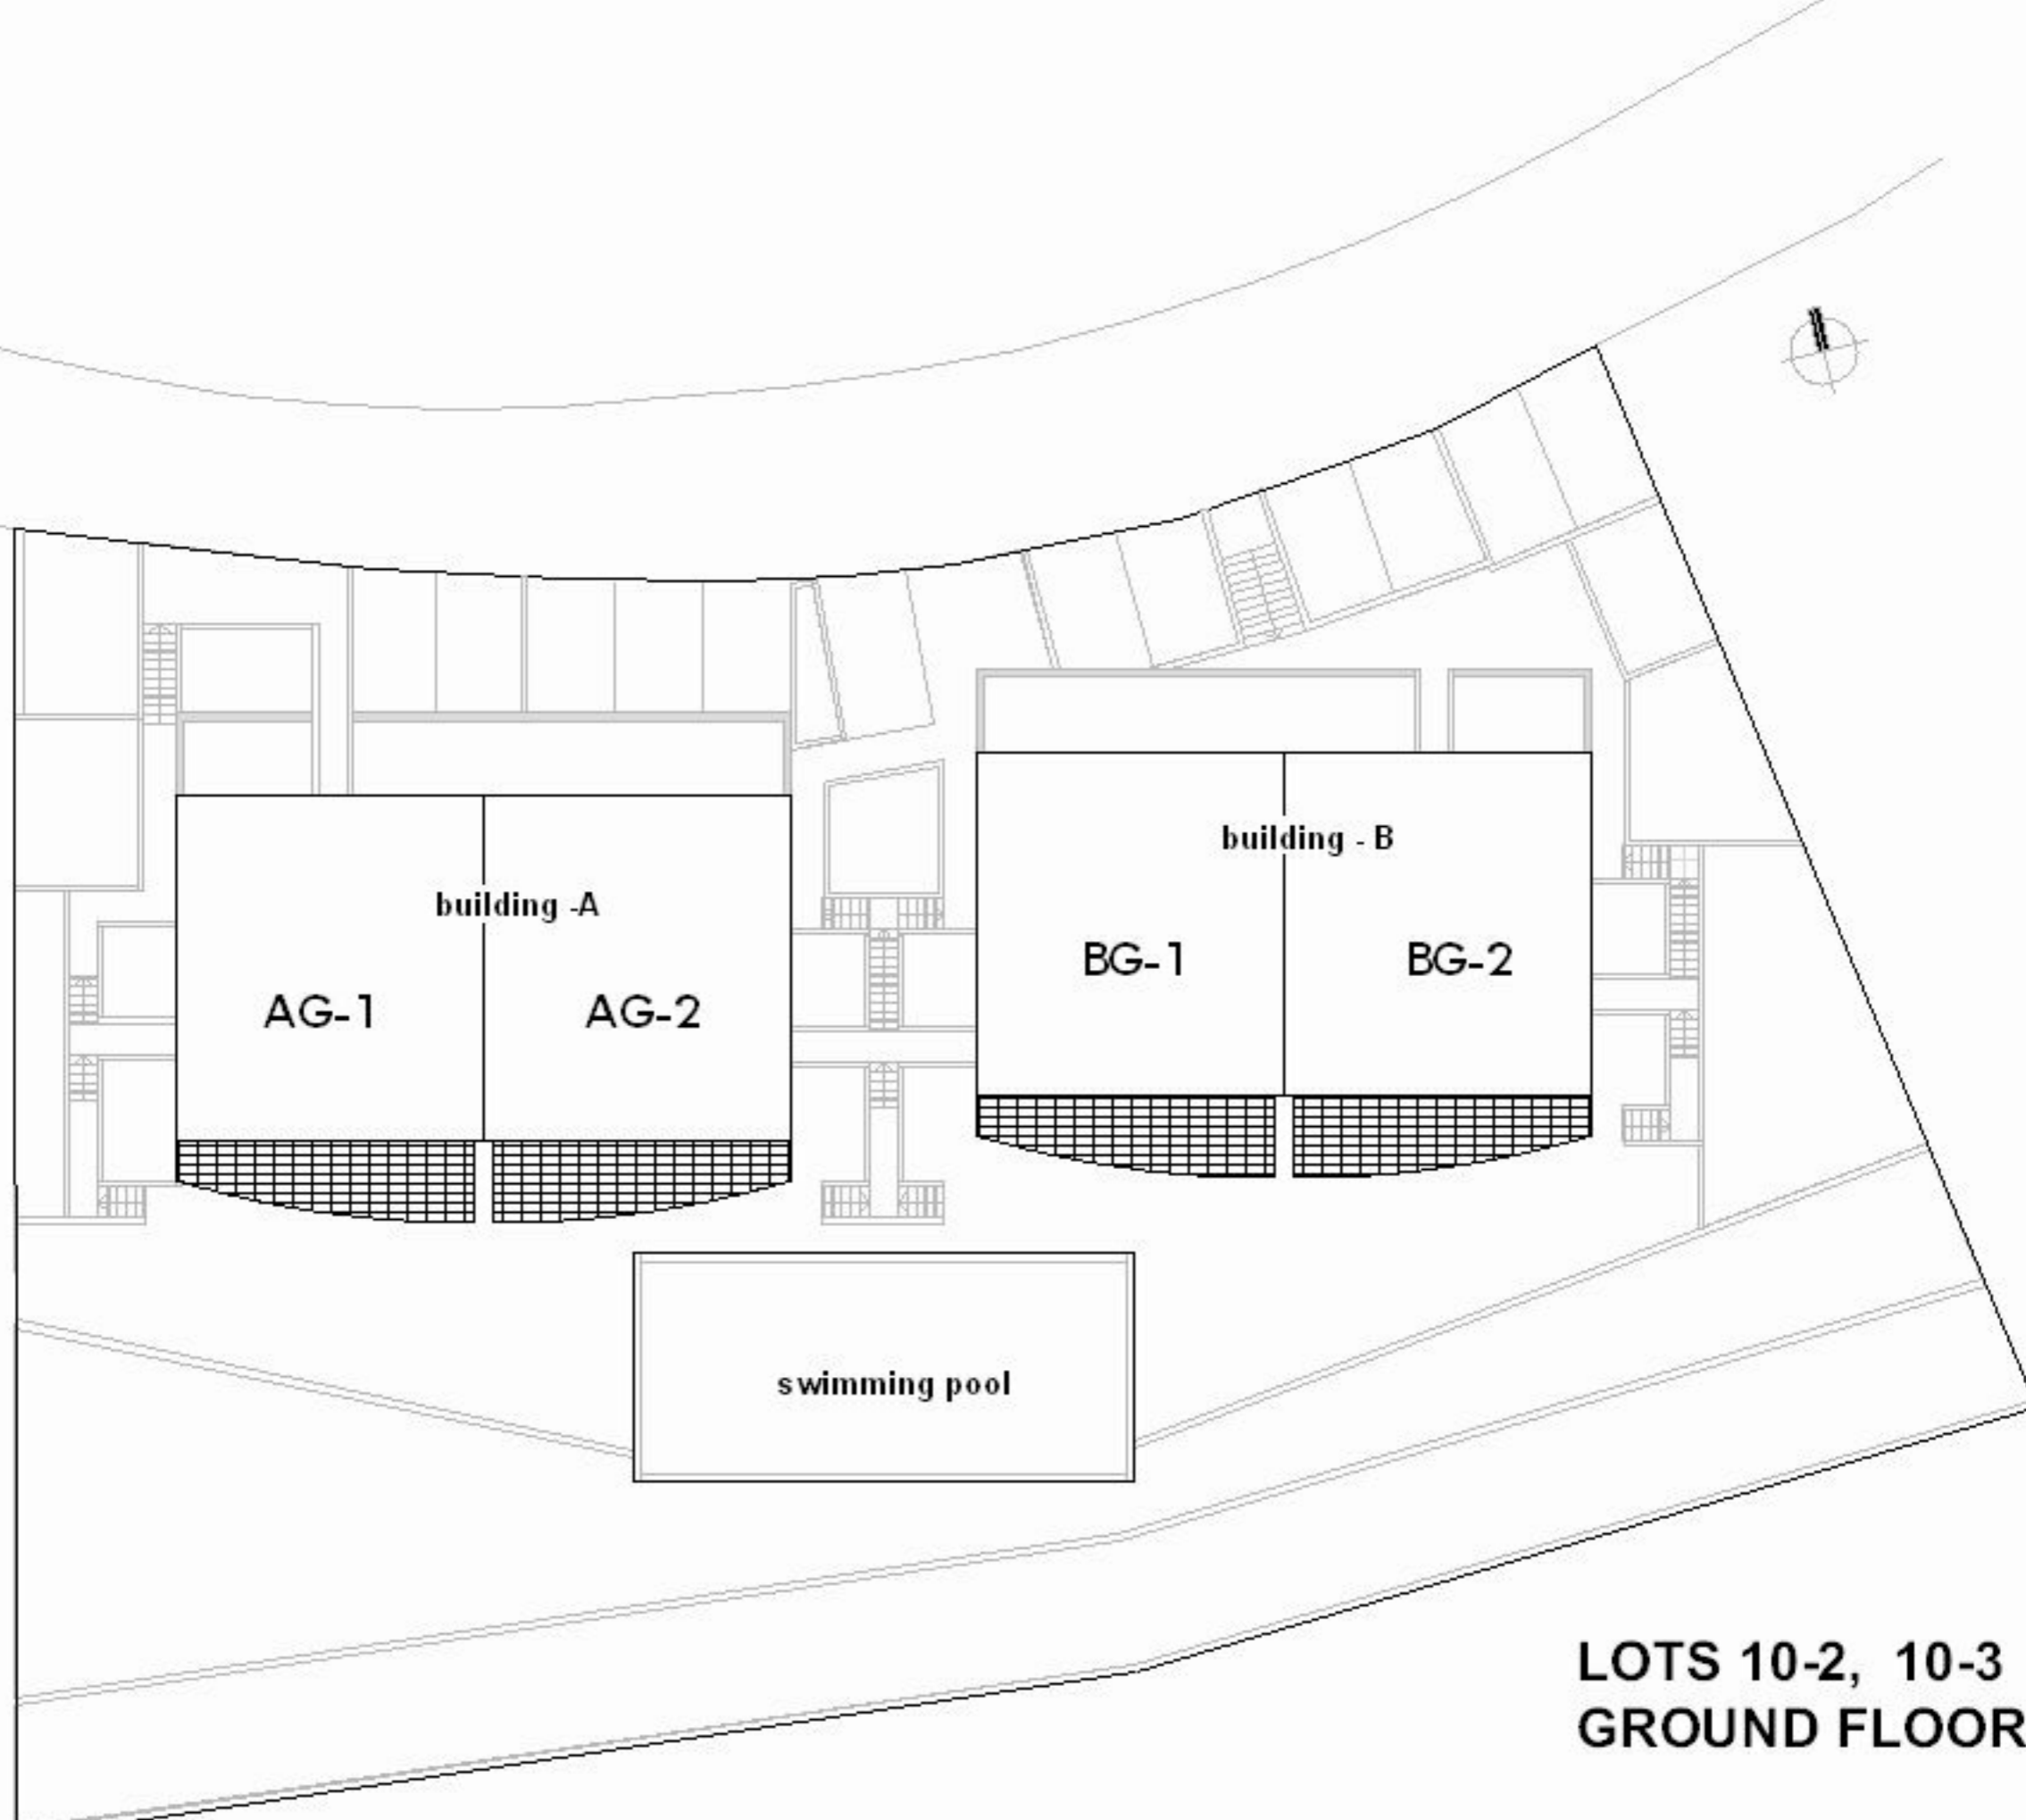 building - B
building -A
BG-1
BG-2
AG-1
AG-2
swimming pool
LOTS 10-2, 10-3
GROUND FLOOR